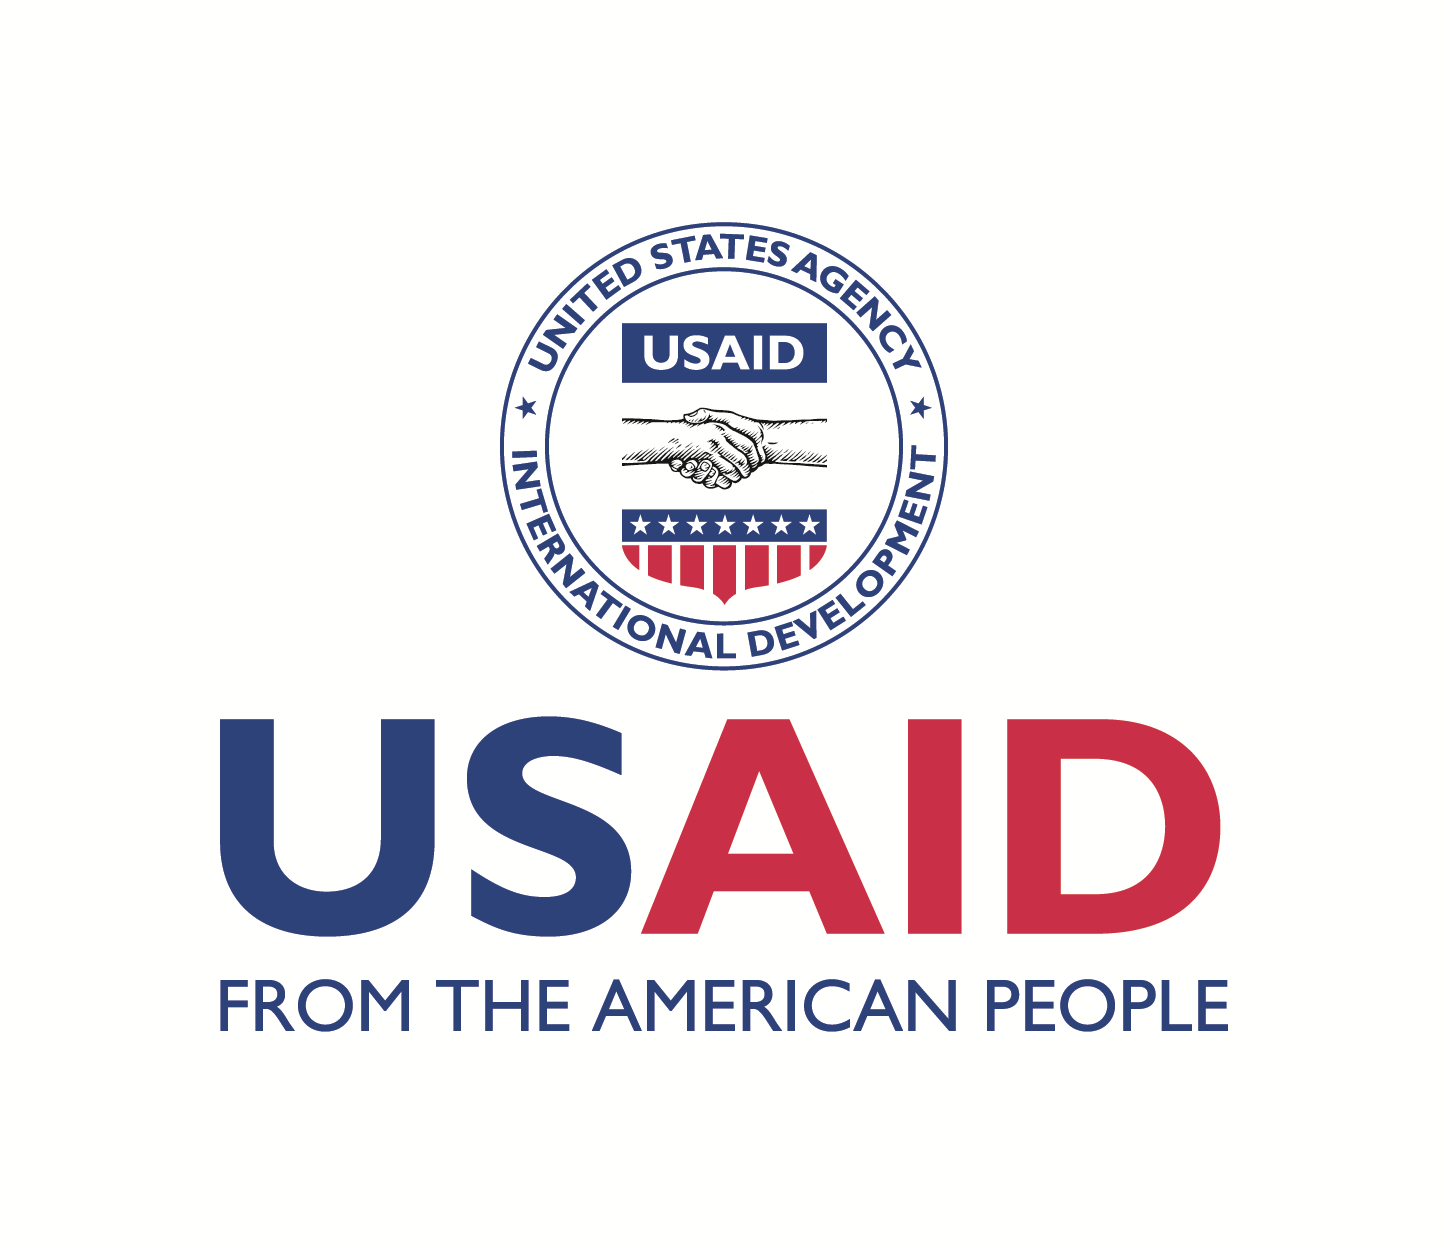 UNITED STATES AGENCY
INTERNATIONAL DEVELOPMENT
USAID
USAID
FROM THE AMERICAN PEOPLE